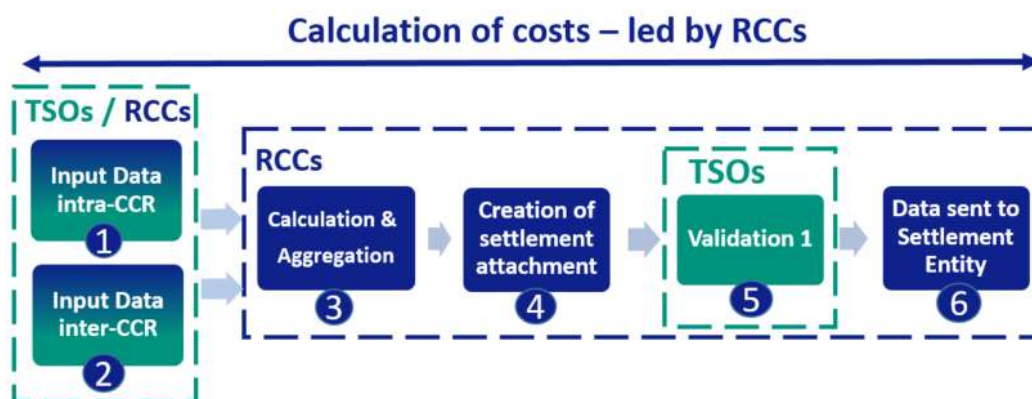 Calculation of costs – led by RCCs
TSOs / RCCs
Input Data
intra-CCR
1
Input Data
inter-CCR
2
RCCs
Calculation &
Aggregation
3
Creation of
settlement
attachment
4
TSOs
Validation 1
5
Data sent to
Settlement
Entity
6